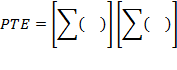 PTE = [∑( )][∑( )]